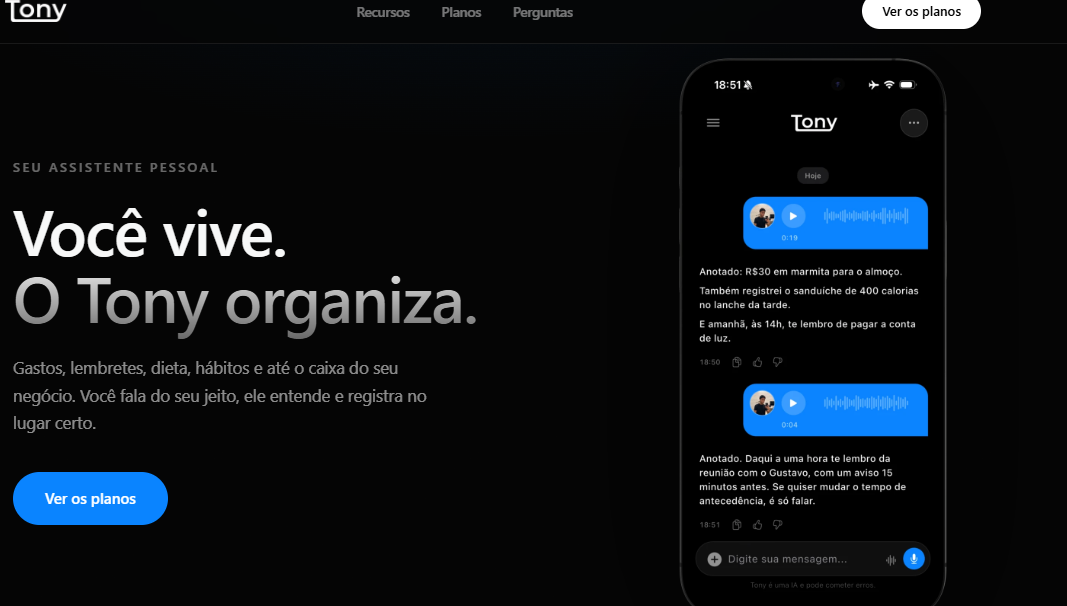 Tony
Recursos
Planos
Perguntas
Ver os planos
SEU ASSISTENTE PESSOAL
Você vive.
O Tony organiza.
Gastos, lembretes, dieta, hábitos e até o caixa do seu
negócio. Você fala do seu jeito, ele entende e registra no
lugar certo.
Ver os planos
18:51
Tony
Hoje
0:19
Anotado: R$30 em marmita para o almoço.
Também registrei o sanduíche de 400 calorias
no lanche da tarde.
E amanhã, às 14h, te lembro de pagar a conta
de luz.
18:50
0:04
Anotado. Daqui a uma hora te lembro da
reunião com o Gustavo, com um aviso 15
minutos antes. Se quiser mudar o tempo de
antecedência, é só falar.
18:51
Digite sua mensagem...
Tony é uma IA e pode cometer erros.